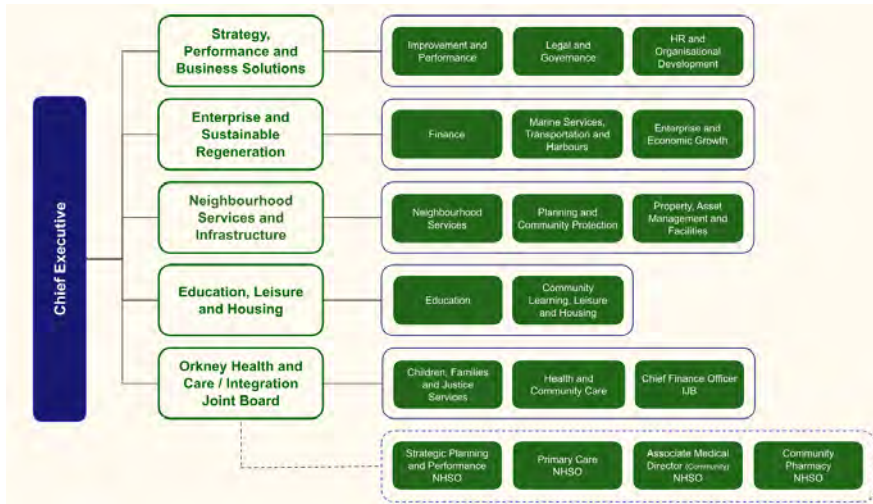 Chief Executive
Strategy,
Performance and
Business Solutions
Improvement and
Performance
Legal and
Governance
HR and
Organisational
Development
Enterprise and
Sustainable
Regeneration
Finance
Marine Services,
Transportation and
Harbours
Enterprise and
Economic Growth
Neighbourhood
Services and
Infrastructure
Neighbourhood
Services
Planning and
Community Protection
Property, Asset
Management and
Facilities
Education, Leisure
and Housing
Education
Community
Learning, Leisure
and Housing
Orkney Health and
Care / Integration
Joint Board
Children, Families
and Justice
Services
Health and
Community Care
Chief Finance Officer
IJB
Strategic Planning
and Performance
NHSO
Primary Care
NHSO
Associate Medical
Director (Community)
NHSO
Community
Pharmacy
NHSO